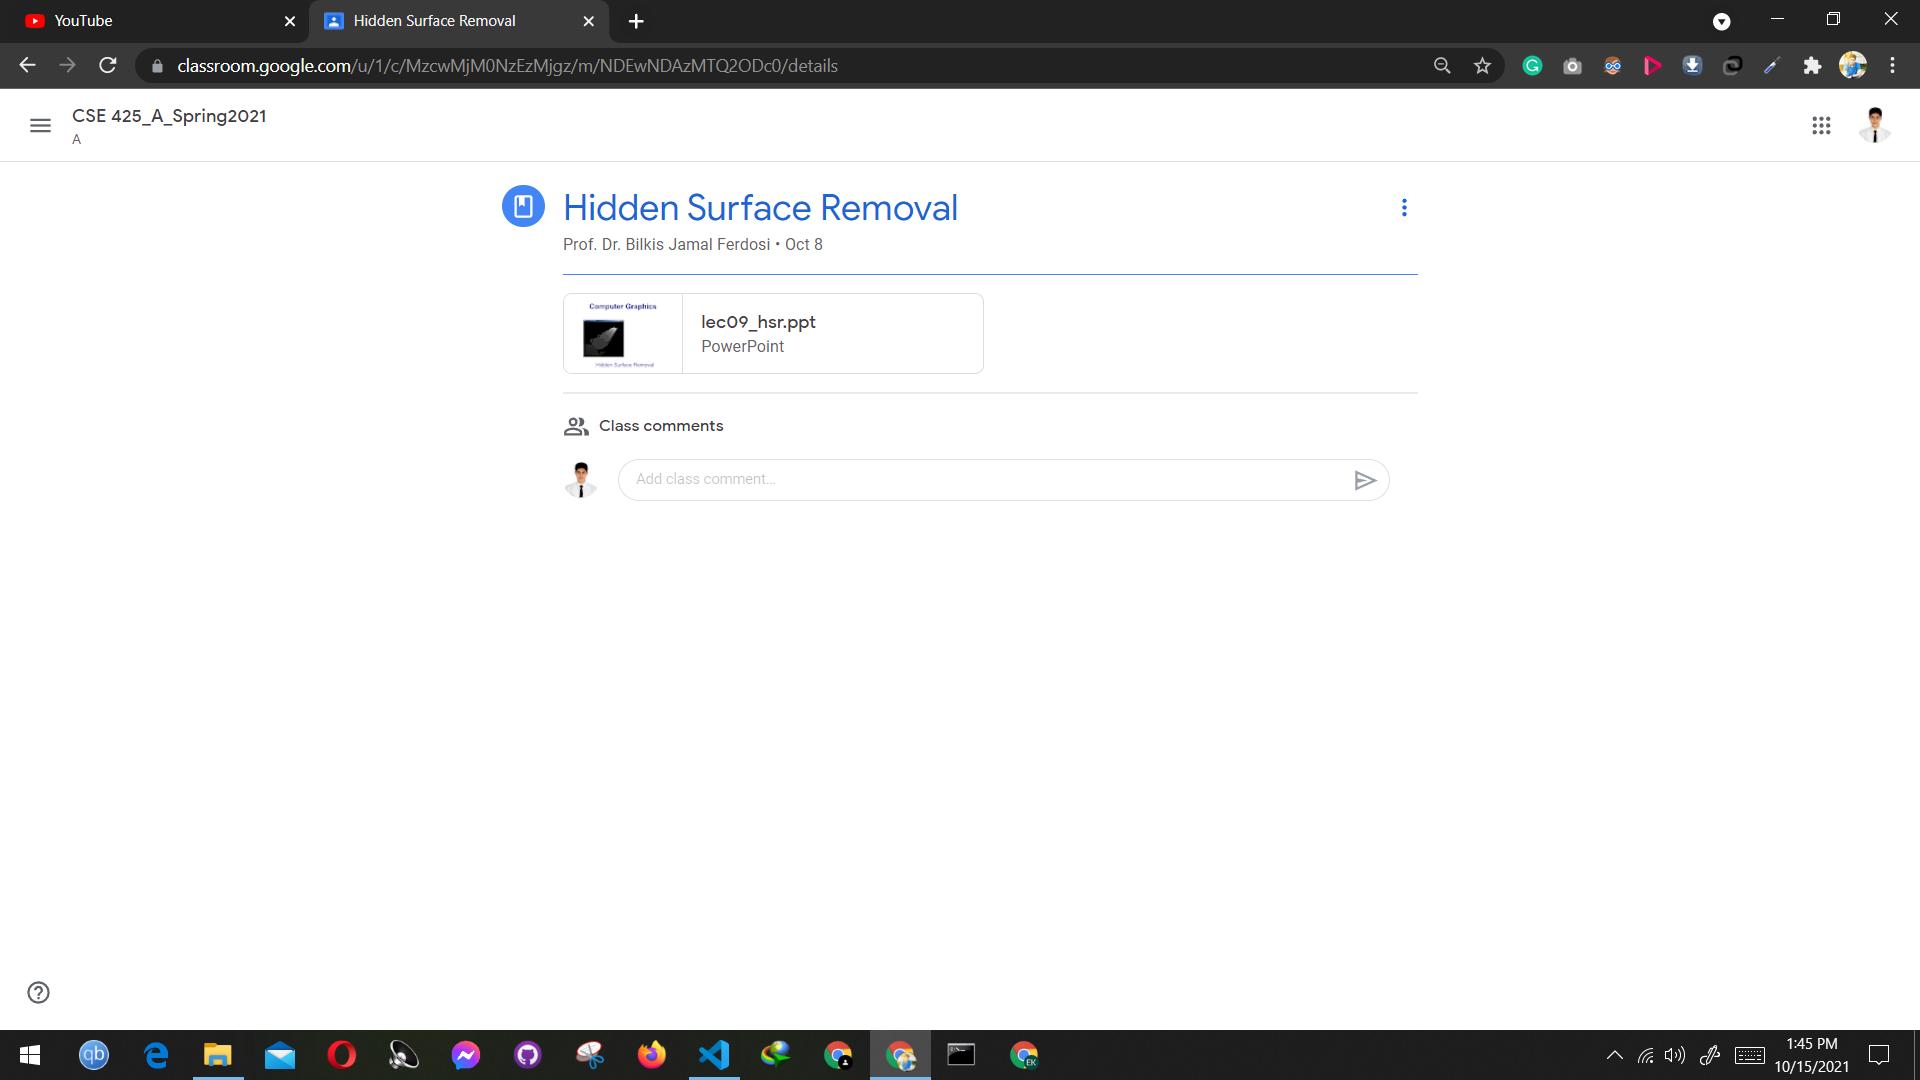 YouTube
Hidden Surface Removal
classroom.google.com/u/1/c/MzcwMjM0NzEzMjgz/m/NDEwNDAzMTQ2ODc0/details
CSE 425_A_Spring2021
A
Hidden Surface Removal
Prof. Dr. Bilkis Jamal Ferdosi • Oct 8
Computer Graphics
Hidden Surface Removal
lec09_hsr.ppt
PowerPoint
Class comments
Add class comment...
qb
EK
1:45 PM
10/15/2021